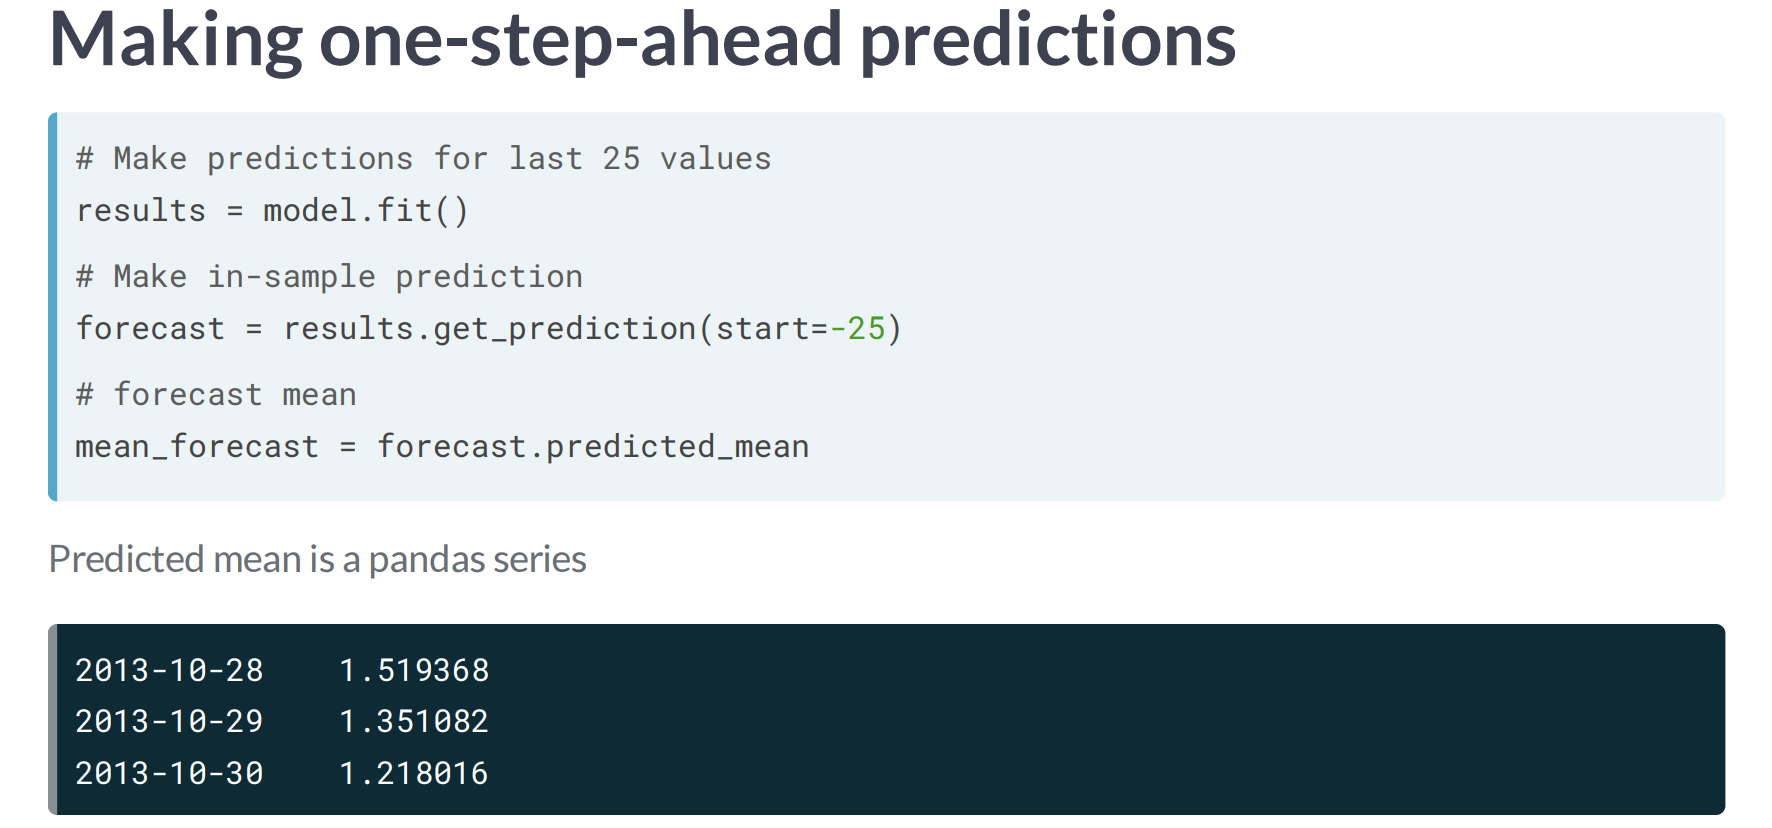 Making one-step-ahead predictions
# Make predictions for last 25 values
results = model.fit()
# Make in-sample prediction
forecast = results.get_prediction(start=-25)
# forecast mean
mean_forecast = forecast.predicted_mean
Predicted mean is a pandas series
2013-10-28    1.519368
2013-10-29    1.351082
2013-10-30    1.218016